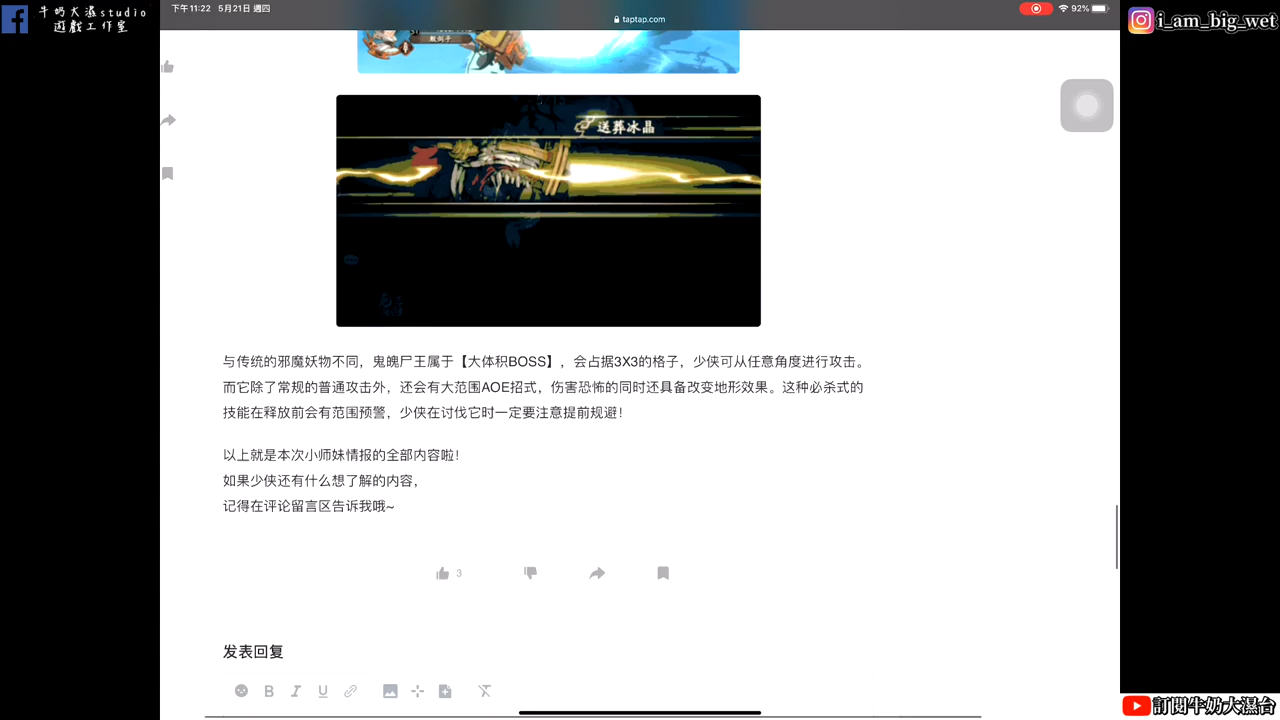 牛奶大濕studio
遊戲工作室
下午11:22 5月21日 週四
taptap.com
92%
i_am_big_wet
送葬冰晶
与传统的邪魔妖物不同，鬼魄尸王属于【大体积BOSS】，会占据3X3的格子，少侠可从任意角度进行攻击。
而它除了常规的普通攻击外，还会有大范围AOE招式，伤害恐怖的同时还具备改变地形效果。这种必杀式的
技能在释放前会有范围预警，少侠在讨伐它时一定要注意提前规避！
以上就是本次小师妹情报的全部内容啦！
如果少侠还有什么想了解的内容，
记得在评论留言区告诉我哦~
3
发表回复
B I U
訂閱牛奶大濕台